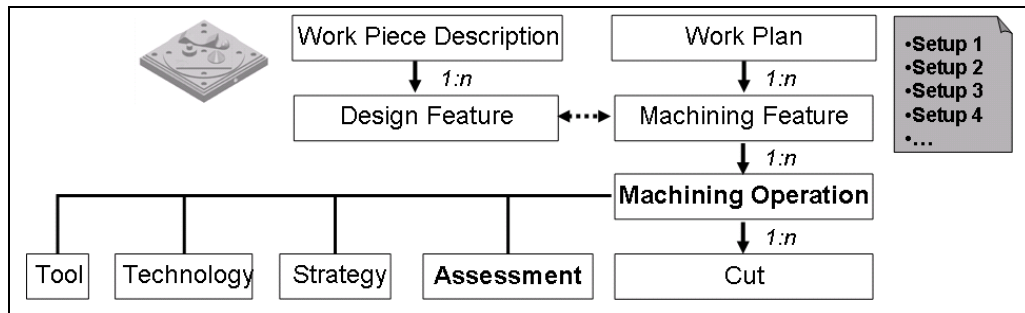 Work Piece Description
Work Plan
•Setup 1
•Setup 2
•Setup 3
•Setup 4
•...
1:n
1:n
Design Feature
Machining Feature
1:n
Machining Operation
1:n
Tool
Technology
Strategy
Assessment
Cut